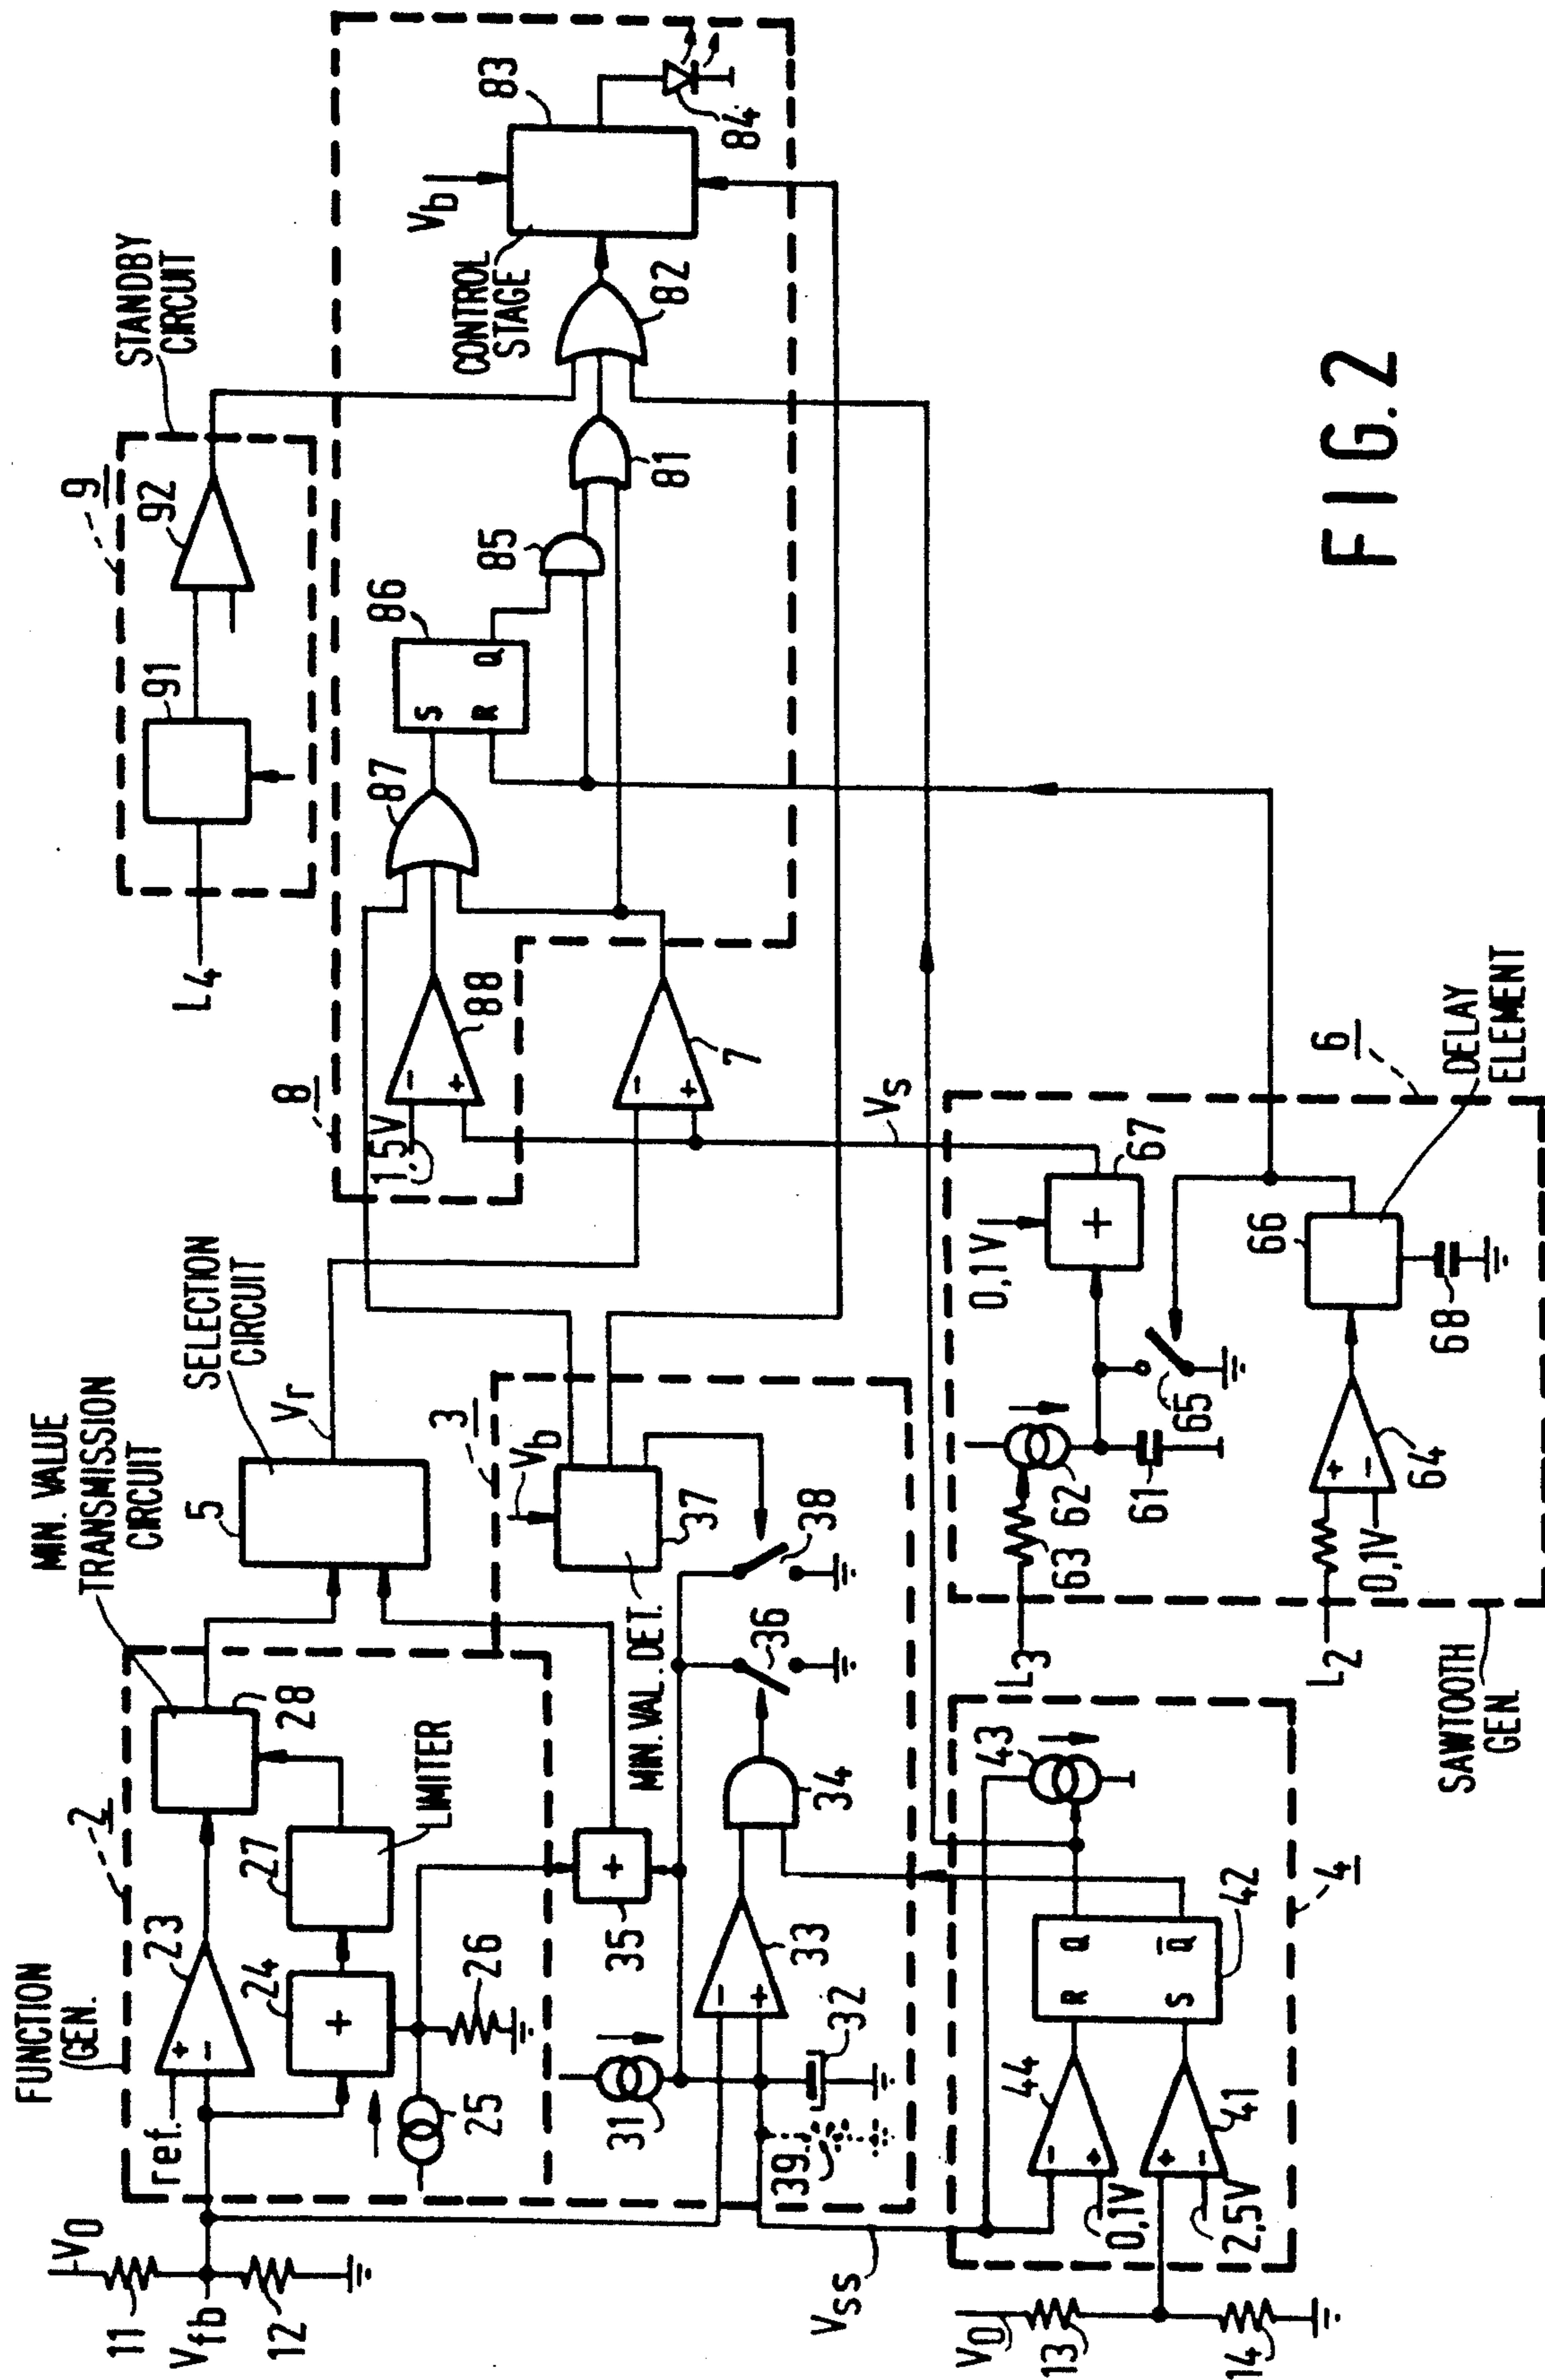 FUNCTION
GEN.
2
MIN. VALUE
TRANSMISSION
CIRCUIT
5
SELECTION
CIRCUIT
Vr
STANDBY
CIRCUIT
9
L4
91
92
V0
11
Vfb
12
ref.
+
-
23
24
+
27
LIMITER
28
25
26
3
Vb
37
MIN. VAL. DET.
38
36
35
+
34
33
-
+
31
32
39
Vss
8
1.5V
-
+
88
-
+
7
87
S
R
Q
86
85
81
82
CONTROL
STAGE
Vb
83
84
V0
13
14
44
-
+
0,1V
41
+
-
2,5V
R
S
Q
Q̅
42
43
4
SAWTOOTH
GEN.
L3
63
62
61
65
0,1V
+
67
Vs
L2
0,1V
+
-
64
66
68
6
DELAY
ELEMENT
FIG.2